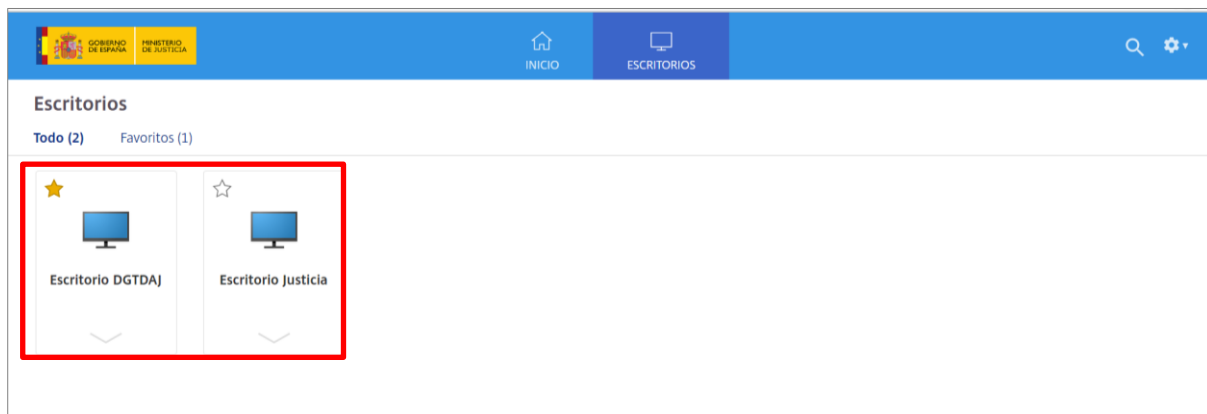 GOBIERNO DE ESPAÑA
MINISTERIO DE JUSTICIA
INICIO
ESCRITORIOS
Escritorios
Todo (2) Favoritos (1)
Escritorio DGTDAJ
Escritorio Justicia